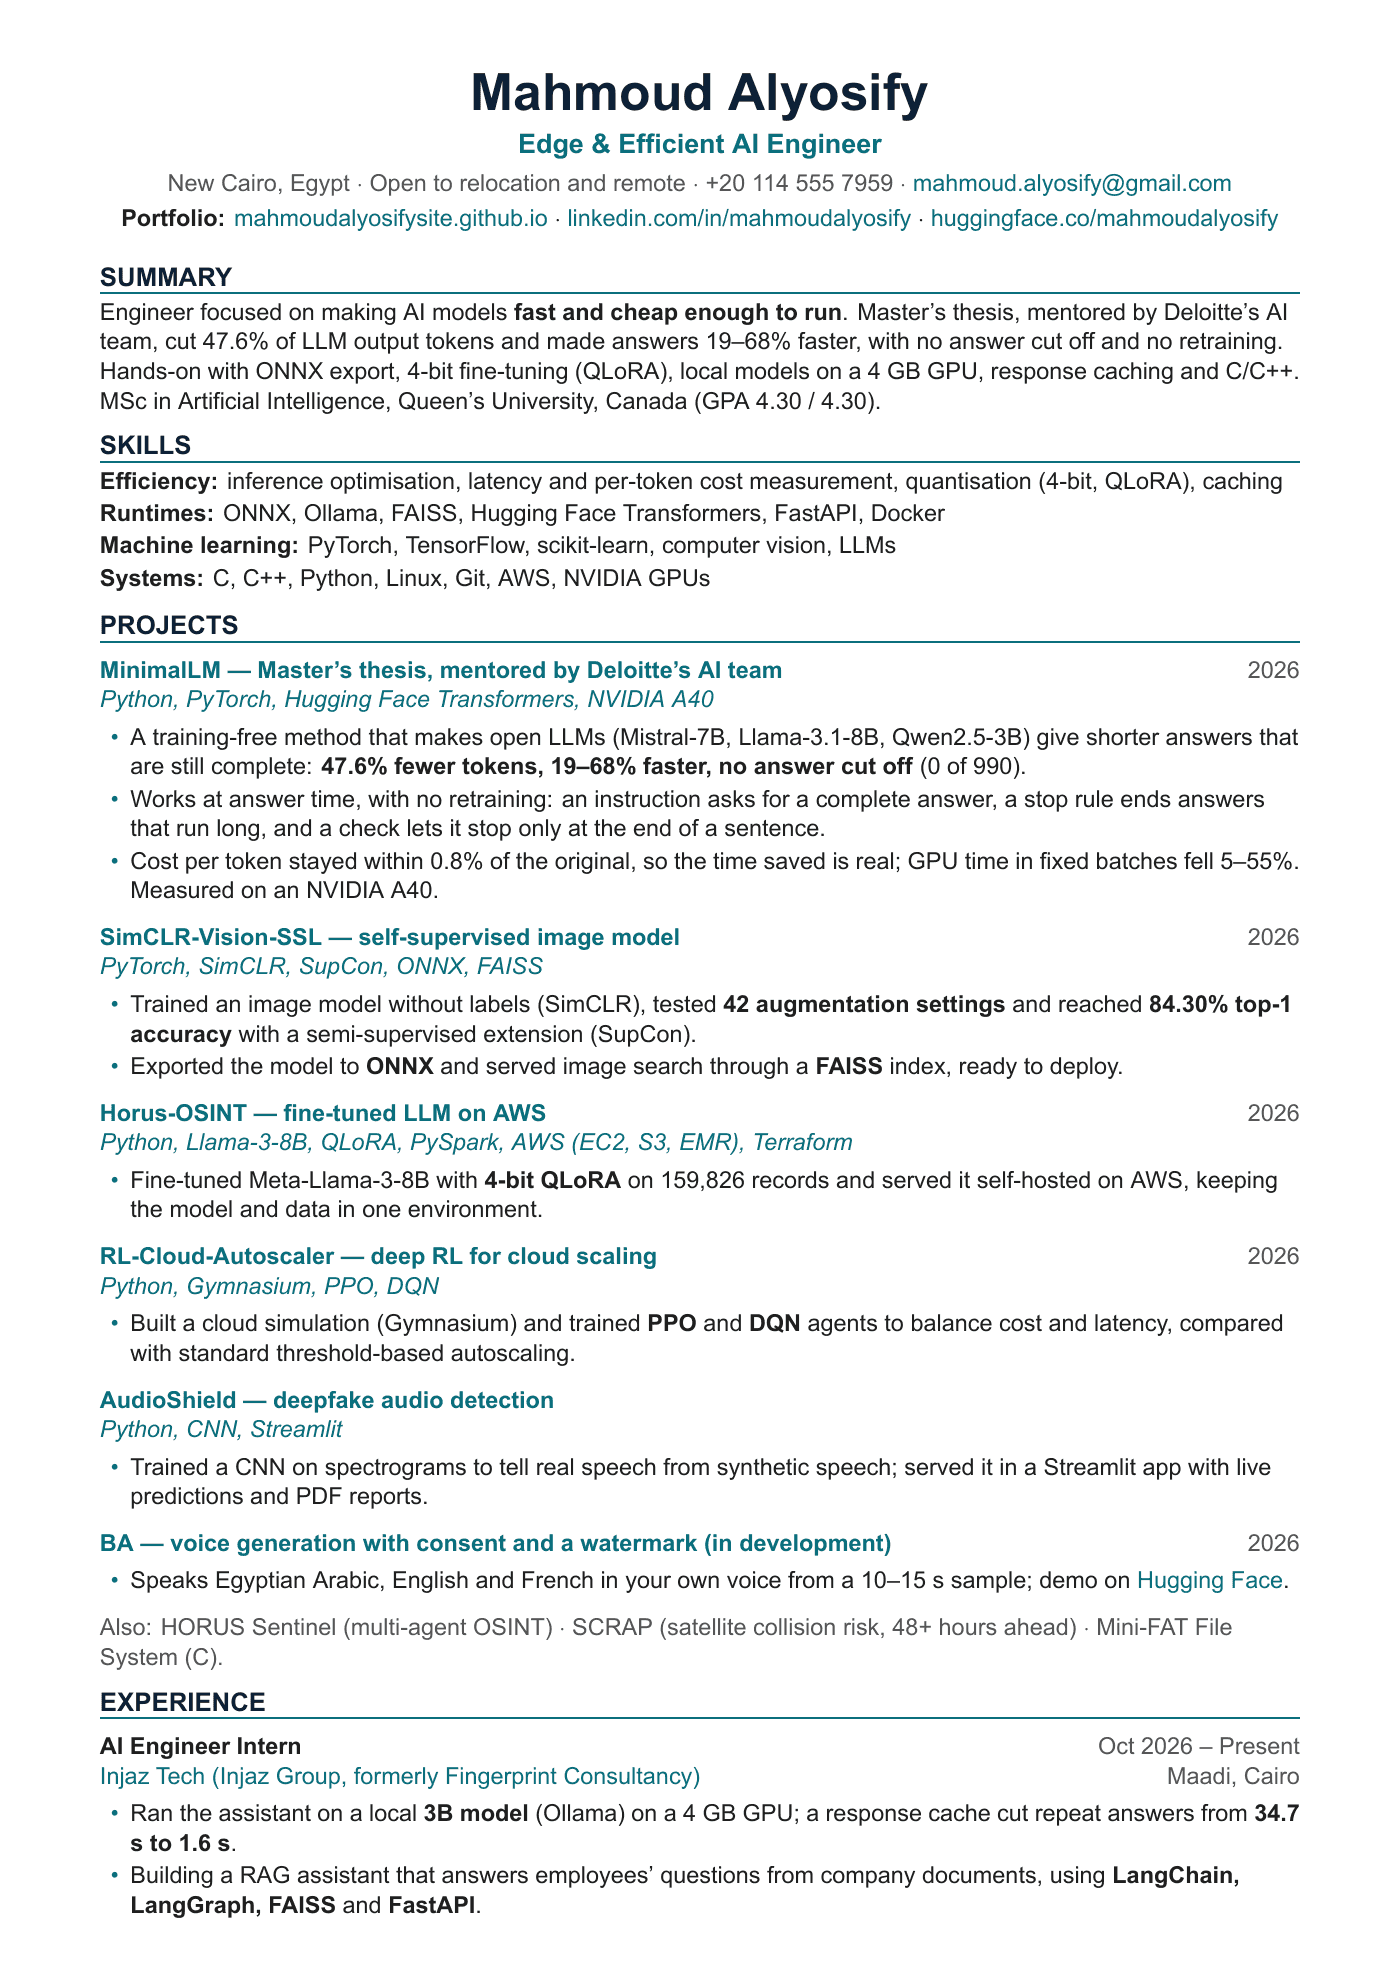 Mahmoud Alyosify
Edge & Efficient AI Engineer
New Cairo, Egypt · Open to relocation and remote · +20 114 555 7959 · mahmoud.alyosify@gmail.com
Portfolio: mahmoudalyosifysite.github.io · linkedin.com/in/mahmoudalyosify · huggingface.co/mahmoudalyosify
SUMMARY
Engineer focused on making AI models fast and cheap enough to run. Master’s thesis, mentored by Deloitte’s AI
team, cut 47.6% of LLM output tokens and made answers 19–68% faster, with no answer cut off and no retraining.
Hands-on with ONNX export, 4-bit fine-tuning (QLoRA), local models on a 4 GB GPU, response caching and C/C++.
MSc in Artificial Intelligence, Queen’s University, Canada (GPA 4.30 / 4.30).
SKILLS
Efficiency: inference optimisation, latency and per-token cost measurement, quantisation (4-bit, QLoRA), caching
Runtimes: ONNX, Ollama, FAISS, Hugging Face Transformers, FastAPI, Docker
Machine learning: PyTorch, TensorFlow, scikit-learn, computer vision, LLMs
Systems: C, C++, Python, Linux, Git, AWS, NVIDIA GPUs
PROJECTS
MinimalLM — Master’s thesis, mentored by Deloitte’s AI team 2026
Python, PyTorch, Hugging Face Transformers, NVIDIA A40
• A training-free method that makes open LLMs (Mistral-7B, Llama-3.1-8B, Qwen2.5-3B) give shorter answers that
are still complete: 47.6% fewer tokens, 19–68% faster, no answer cut off (0 of 990).
• Works at answer time, with no retraining: an instruction asks for a complete answer, a stop rule ends answers
that run long, and a check lets it stop only at the end of a sentence.
• Cost per token stayed within 0.8% of the original, so the time saved is real; GPU time in fixed batches fell 5–55%.
Measured on an NVIDIA A40.
SimCLR-Vision-SSL — self-supervised image model 2026
PyTorch, SimCLR, SupCon, ONNX, FAISS
• Trained an image model without labels (SimCLR), tested 42 augmentation settings and reached 84.30% top-1
accuracy with a semi-supervised extension (SupCon).
• Exported the model to ONNX and served image search through a FAISS index, ready to deploy.
Horus-OSINT — fine-tuned LLM on AWS 2026
Python, Llama-3-8B, QLoRA, PySpark, AWS (EC2, S3, EMR), Terraform
• Fine-tuned Meta-Llama-3-8B with 4-bit QLoRA on 159,826 records and served it self-hosted on AWS, keeping
the model and data in one environment.
RL-Cloud-Autoscaler — deep RL for cloud scaling 2026
Python, Gymnasium, PPO, DQN
• Built a cloud simulation (Gymnasium) and trained PPO and DQN agents to balance cost and latency, compared
with standard threshold-based autoscaling.
AudioShield — deepfake audio detection
Python, CNN, Streamlit
• Trained a CNN on spectrograms to tell real speech from synthetic speech; served it in a Streamlit app with live
predictions and PDF reports.
BA — voice generation with consent and a watermark (in development) 2026
• Speaks Egyptian Arabic, English and French in your own voice from a 10–15 s sample; demo on Hugging Face.
Also: HORUS Sentinel (multi-agent OSINT) · SCRAP (satellite collision risk, 48+ hours ahead) · Mini-FAT File
System (C).
EXPERIENCE
AI Engineer Intern Oct 2026 – Present
Injaz Tech (Injaz Group, formerly Fingerprint Consultancy) Maadi, Cairo
• Ran the assistant on a local 3B model (Ollama) on a 4 GB GPU; a response cache cut repeat answers from 34.7
s to 1.6 s.
• Building a RAG assistant that answers employees’ questions from company documents, using LangChain,
LangGraph, FAISS and FastAPI.